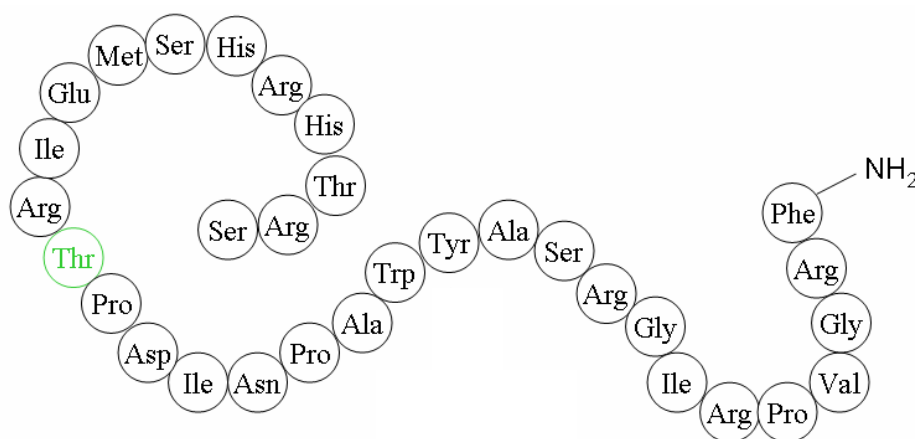 Ser
Arg
Thr
His
Arg
His
Ser
Met
Glu
Ile
Arg
Thr
Pro
Asp
Ile
Asn
Pro
Ala
Trp
Tyr
Ala
Ser
Arg
Gly
Ile
Arg
Pro
Val
Gly
Arg
Phe
NH₂